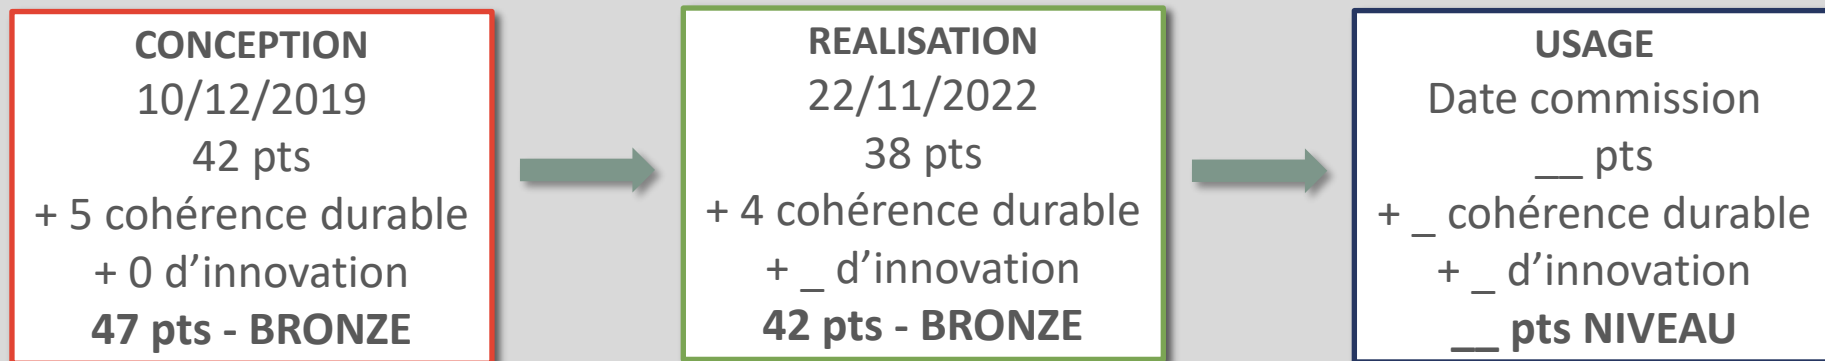 CONCEPTION
10/12/2019
42 pts
+ 5 cohérence durable
+ 0 d’innovation
47 pts - BRONZE
REALISATION
22/11/2022
38 pts
+ 4 cohérence durable
+ _ d’innovation
42 pts - BRONZE
USAGE
Date commission
__ pts
+ _ cohérence durable
+ _ d’innovation
__ pts NIVEAU